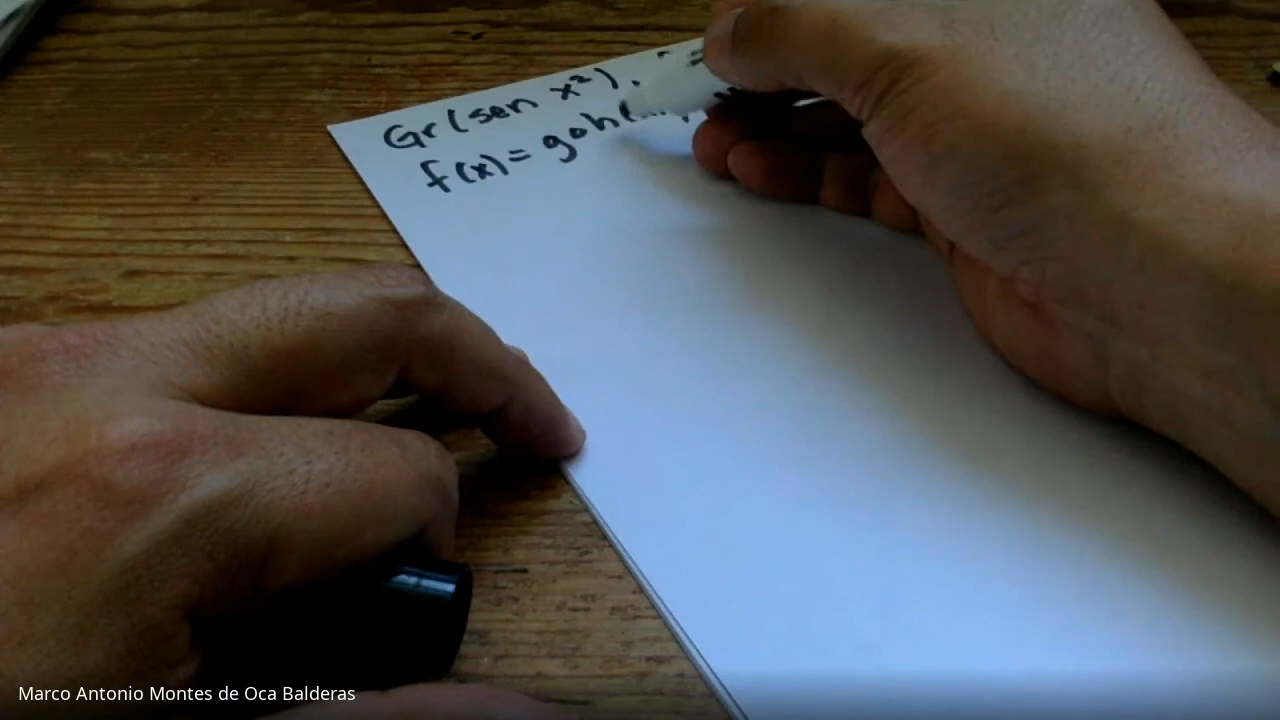 Gr(sen x²).
f(x)= goh(
Marco Antonio Montes de Oca Balderas